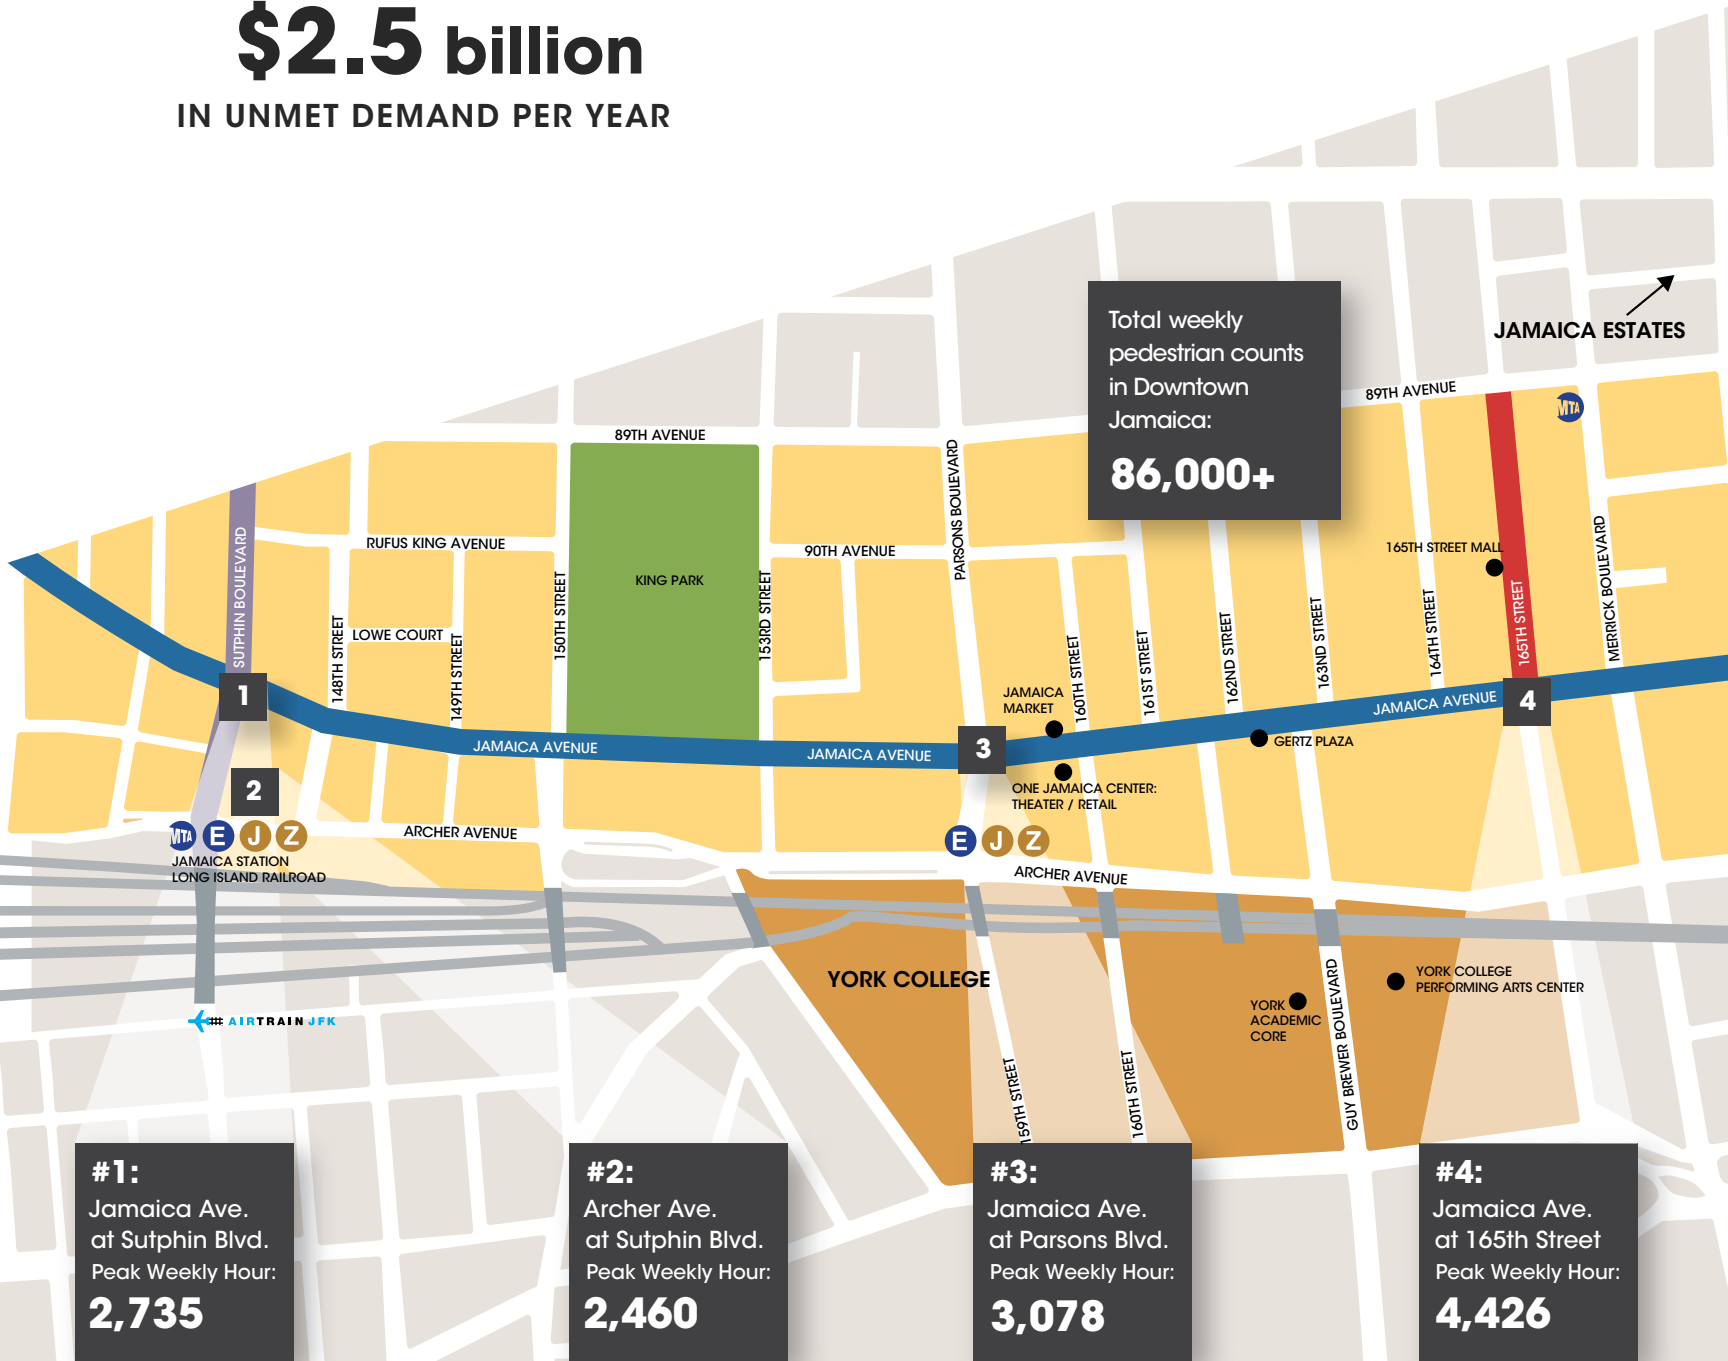 $2.5 billion
IN UNMET DEMAND PER YEAR
Total weekly
pedestrian counts
in Downtown
Jamaica:
86,000+
JAMAICA ESTATES
89TH AVENUE
MTA
89TH AVENUE
SUTPHIN BOULEVARD
RUFUS KING AVENUE
LOWE COURT
148TH STREET
149TH STREET
150TH STREET
KING PARK
153RD STREET
90TH AVENUE
PARSONS BOULEVARD
160TH STREET
161ST STREET
162ND STREET
163ND STREET
164TH STREET
165TH STREET MALL
165TH STREET
MERRICK BOULEVARD
JAMAICA
MARKET
1
2
3
4
JAMAICA AVENUE
JAMAICA AVENUE
JAMAICA AVENUE
GERTZ PLAZA
ONE JAMAICA CENTER:
THEATER / RETAIL
MTA E J Z
JAMAICA STATION
LONG ISLAND RAILROAD
ARCHER AVENUE
E J Z
ARCHER AVENUE
YORK COLLEGE
YORK
ACADEMIC
CORE
YORK COLLEGE
PERFORMING ARTS CENTER
AIRTRAIN JFK
159TH STREET
160TH STREET
GUY BREWER BOULEVARD
#1:
Jamaica Ave.
at Sutphin Blvd.
Peak Weekly Hour:
2,735
#2:
Archer Ave.
at Sutphin Blvd.
Peak Weekly Hour:
2,460
#3:
Jamaica Ave.
at Parsons Blvd.
Peak Weekly Hour:
3,078
#4:
Jamaica Ave.
at 165th Street
Peak Weekly Hour:
4,426